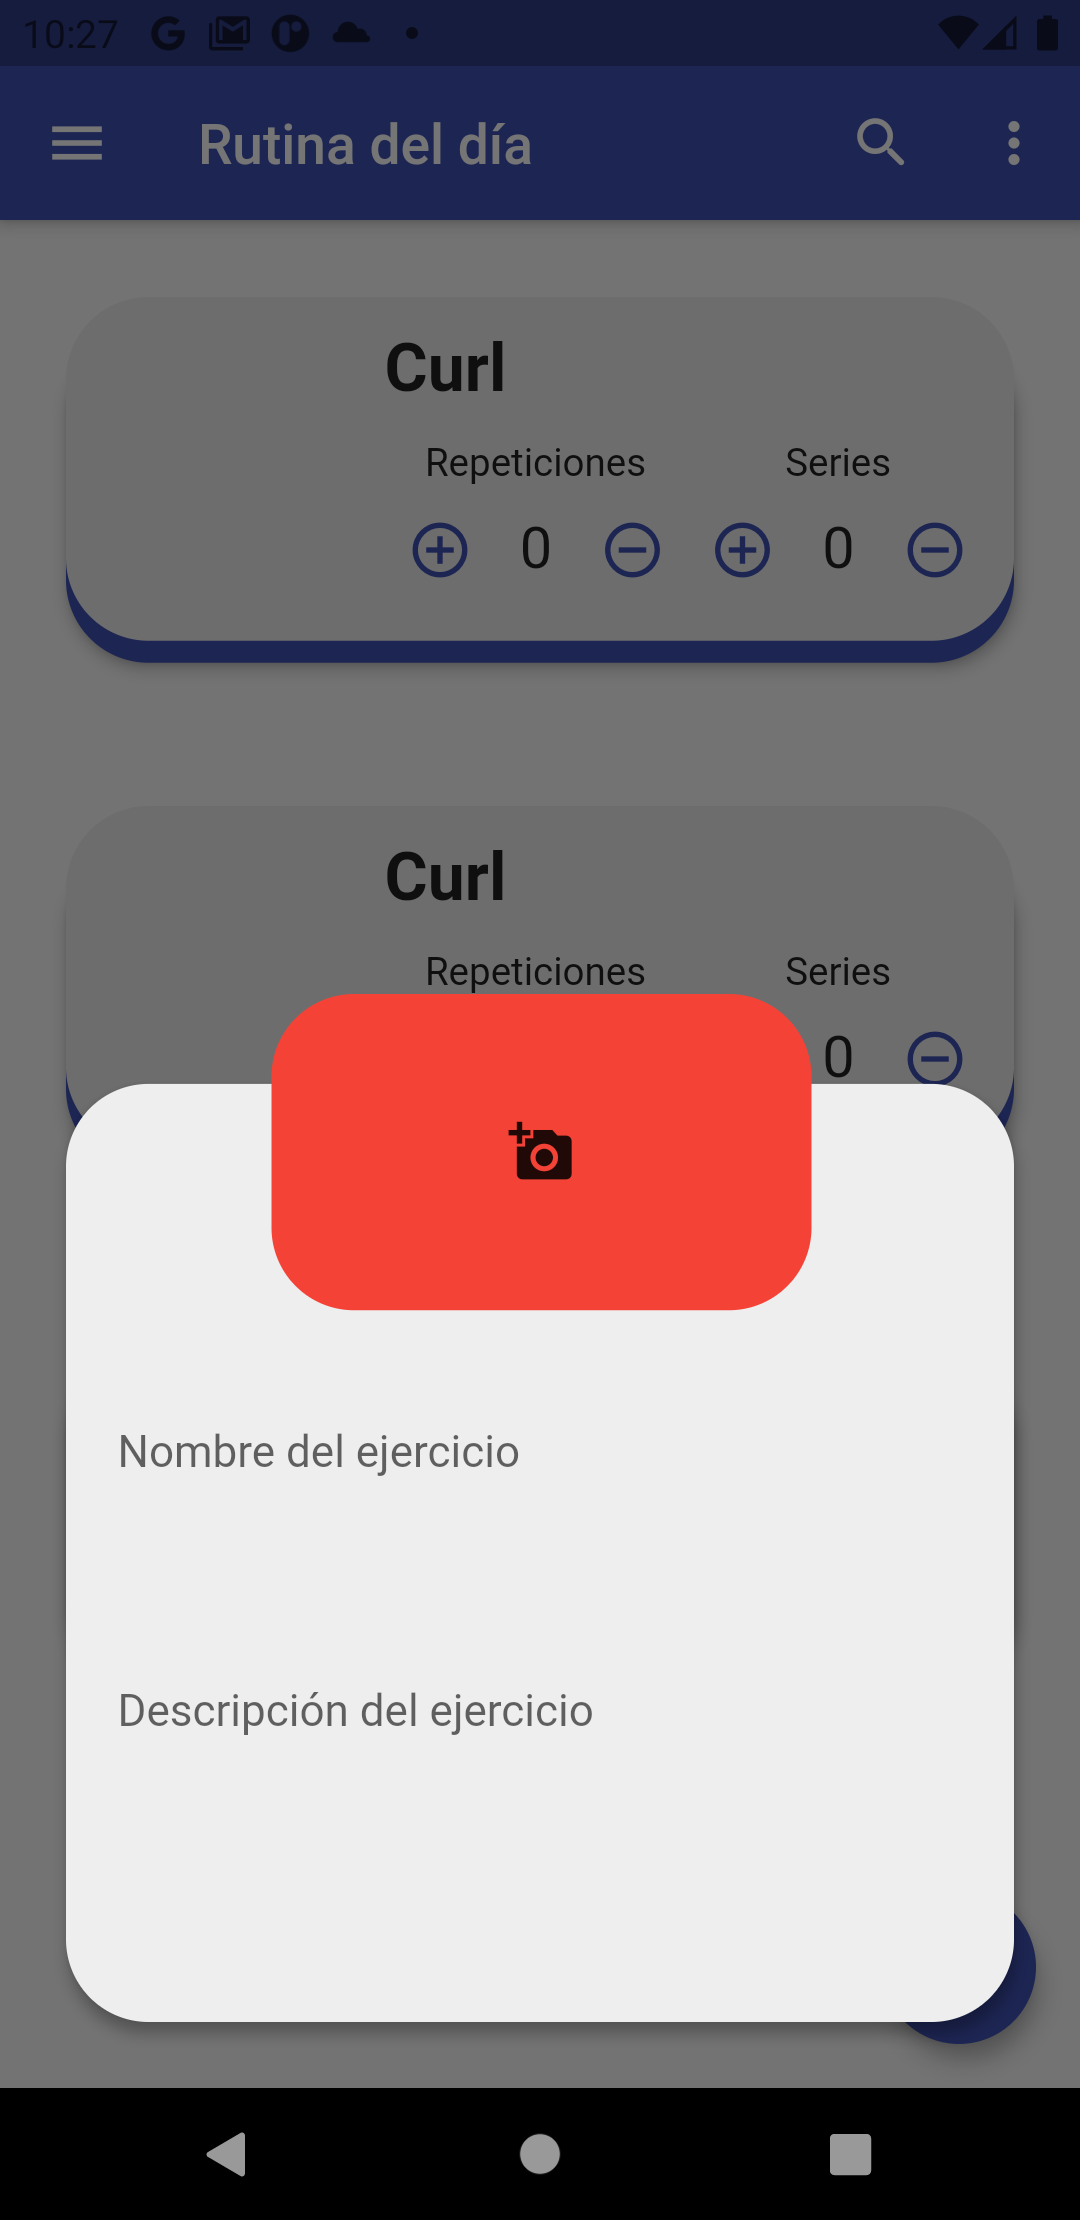 10:27
Rutina del día
Curl
Repeticiones Series
0 0
Curl
Repeticiones Series
0
Nombre del ejercicio
Descripción del ejercicio